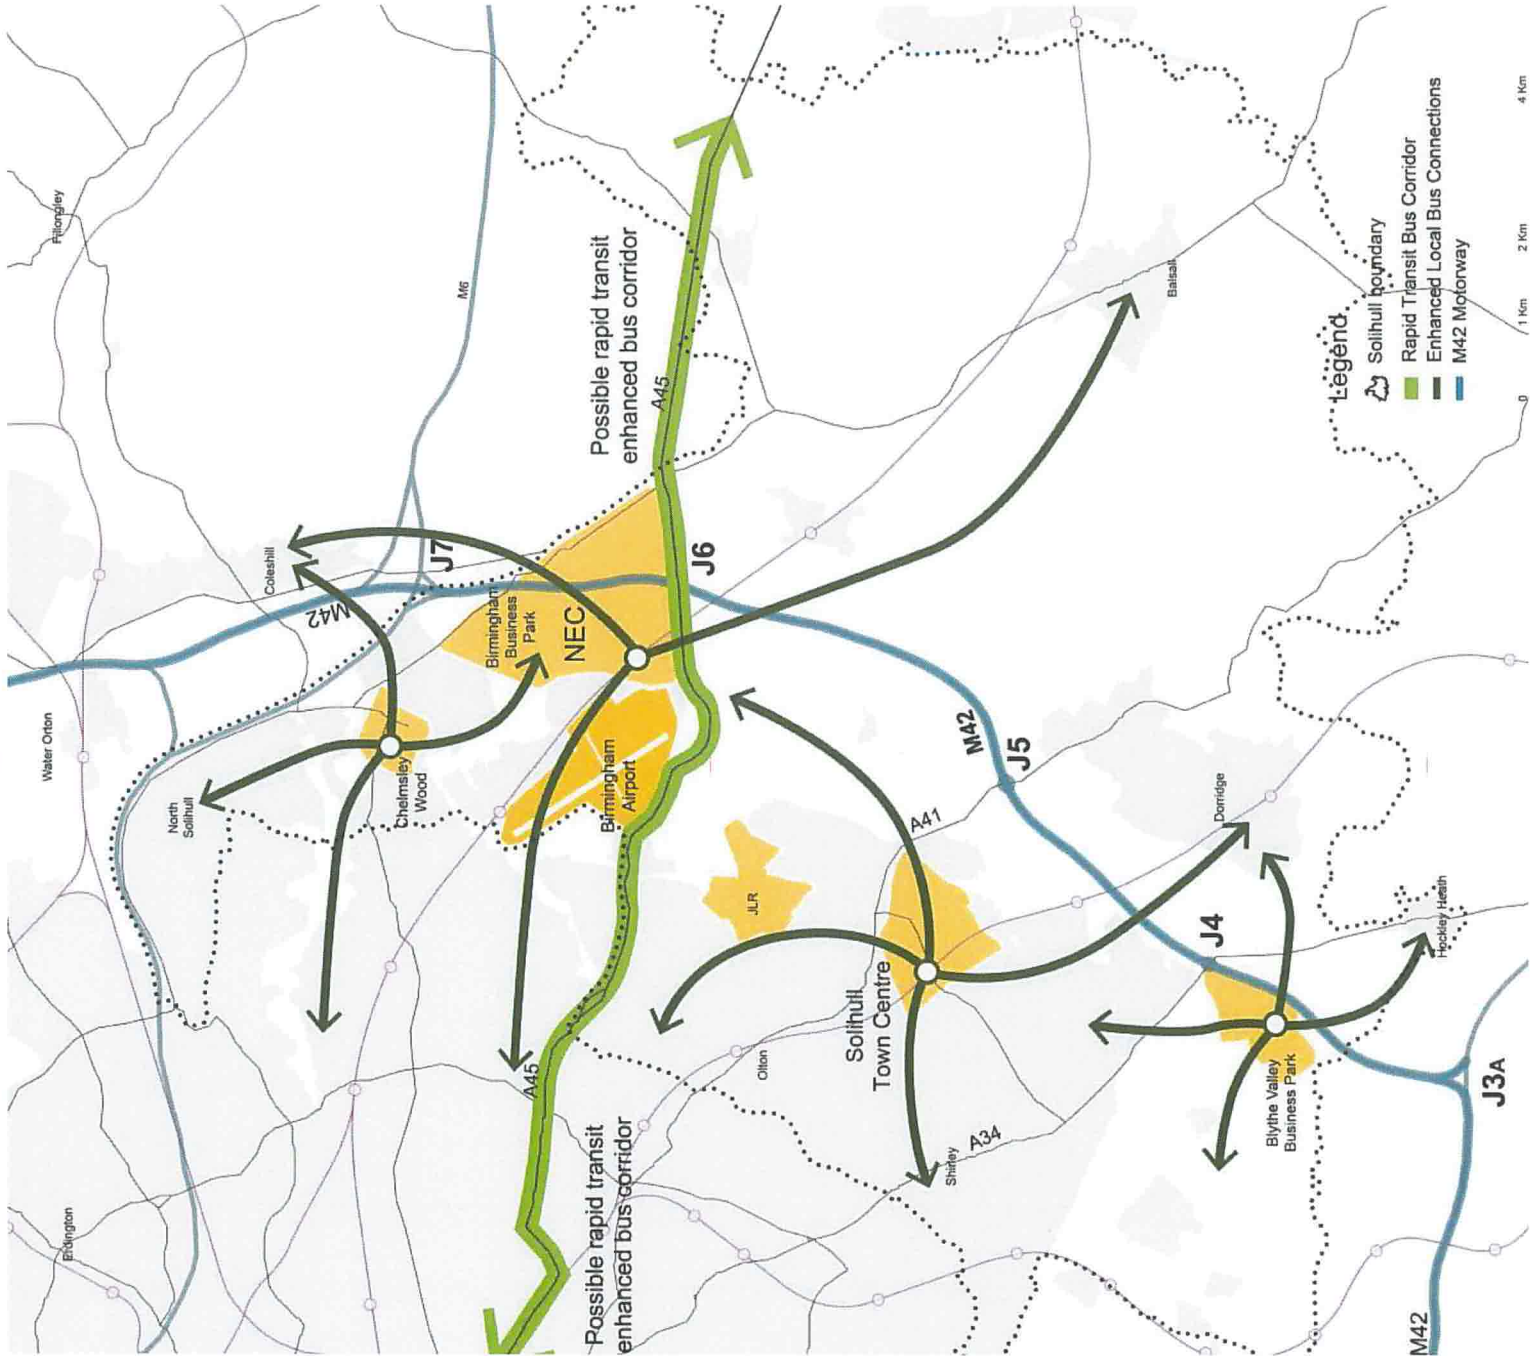 Fillongley
M6
Possible rapid transit
enhanced bus corridor
A45
Balsall
Legend
Solihull boundary
Rapid Transit Bus Corridor
Enhanced Local Bus Connections
M42 Motorway
0
1 Km
2 Km
4 Km
Coleshill
J7
M42
Birmingham
Business
Park
NEC
J6
Water Orton
North
Solihull
Chelmsley
Wood
Birmingham
Airport
JLR
A41
M42
J5
Dorridge
J4
Hockley Heath
Solihull
Town Centre
Olton
A45
Erdington
Possible rapid transit
enhanced bus corridor
Shirley
A34
Blythe Valley
Business Park
J3A
M42